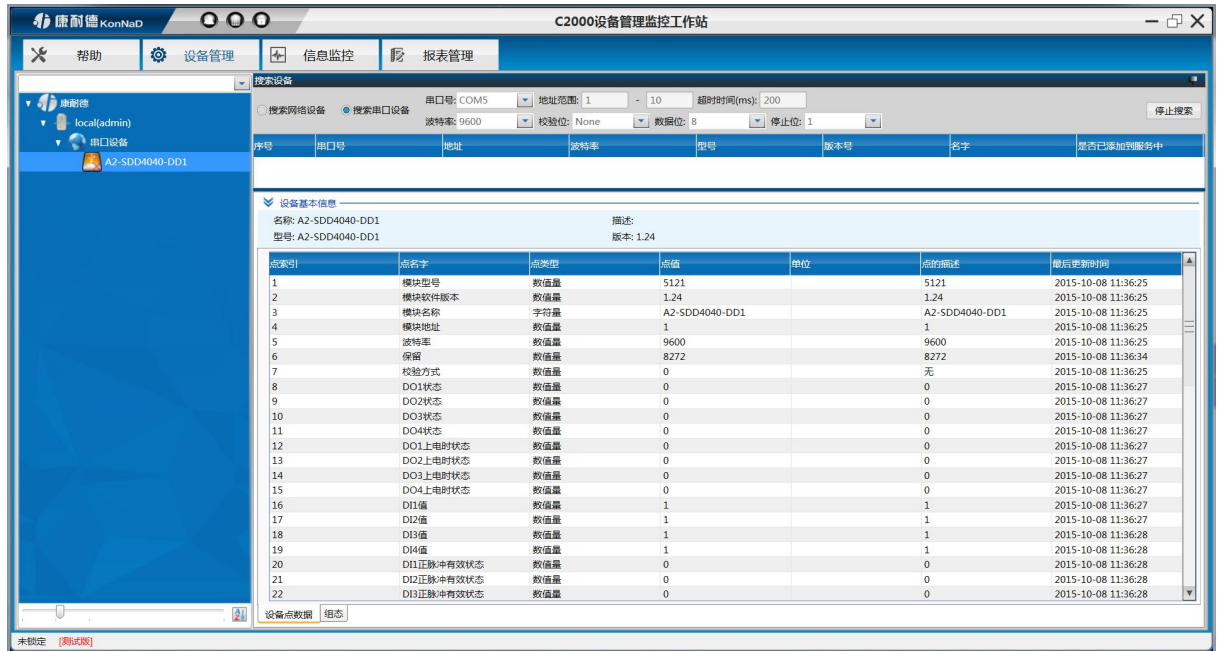 康耐德 KonNaD C2000设备管理监控工作站
帮助 设备管理 信息监控 报表管理
康耐德
local(admin)
串口设备
A2-SDD4040-DD1
搜索设备
搜索网络设备 搜索串口设备 串口号: COM5 地址范围: 1 - 10 超时时间(ms): 200
波特率: 9600 校验位: None 数据位: 8 停止位: 1
停止搜索
序号 串口号 地址 波特率 型号 版本号 名字 是否已添加到服务中
设备基本信息
名称: A2-SDD4040-DD1 描述:
型号: A2-SDD4040-DD1 版本: 1.24
点索引 点名字 点类型 点值 单位 点的描述 最后更新时间
1 模块型号 数值量 5121 5121 2015-10-08 11:36:25
2 模块软件版本 数值量 1.24 1.24 2015-10-08 11:36:25
3 模块名称 字符量 A2-SDD4040-DD1 A2-SDD4040-DD1 2015-10-08 11:36:25
4 模块地址 数值量 1 1 2015-10-08 11:36:25
5 波特率 数值量 9600 9600 2015-10-08 11:36:25
6 保留 数值量 8272 8272 2015-10-08 11:36:34
7 校验方式 数值量 0 无 2015-10-08 11:36:25
8 DO1状态 数值量 0 0 2015-10-08 11:36:27
9 DO2状态 数值量 0 0 2015-10-08 11:36:27
10 DO3状态 数值量 0 0 2015-10-08 11:36:27
11 DO4状态 数值量 0 0 2015-10-08 11:36:27
12 DO1上电时状态 数值量 0 0 2015-10-08 11:36:27
13 DO2上电时状态 数值量 0 0 2015-10-08 11:36:27
14 DO3上电时状态 数值量 0 0 2015-10-08 11:36:27
15 DO4上电时状态 数值量 0 0 2015-10-08 11:36:27
16 DI1值 数值量 1 1 2015-10-08 11:36:27
17 DI2值 数值量 1 1 2015-10-08 11:36:27
18 DI3值 数值量 1 1 2015-10-08 11:36:28
19 DI4值 数值量 1 1 2015-10-08 11:36:28
20 DI1正脉冲有效状态 数值量 0 0 2015-10-08 11:36:28
21 DI2正脉冲有效状态 数值量 0 0 2015-10-08 11:36:28
22 DI3正脉冲有效状态 数值量 0 0 2015-10-08 11:36:28
设备点数据 组态
未锁定 [测试版]